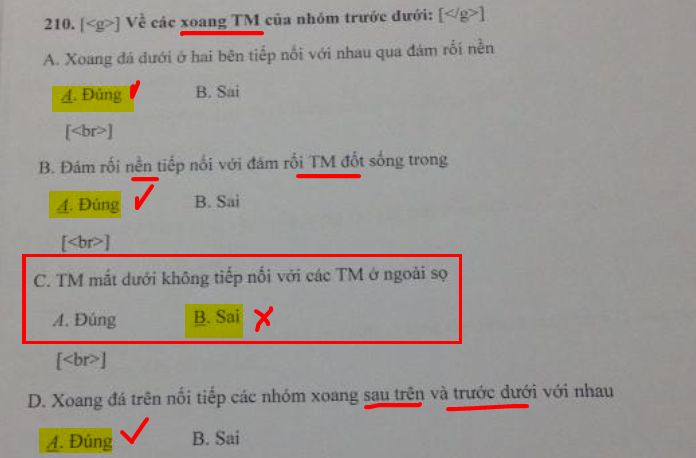 210. [<g>] Về các xoang TM của nhóm trước dưới: [</g>]
A. Xoang đá dưới ở hai bên tiếp nối với nhau qua đám rối nền
A. Đúng B. Sai
[<br>]
B. Đám rối nền tiếp nối với đám rối TM đốt sống trong
A. Đúng B. Sai
[<br>]
C. TM mắt dưới không tiếp nối với các TM ở ngoài sọ
A. Đúng B. Sai
[<br>]
D. Xoang đá trên nối tiếp các nhóm xoang sau trên và trước dưới với nhau
A. Đúng B. Sai